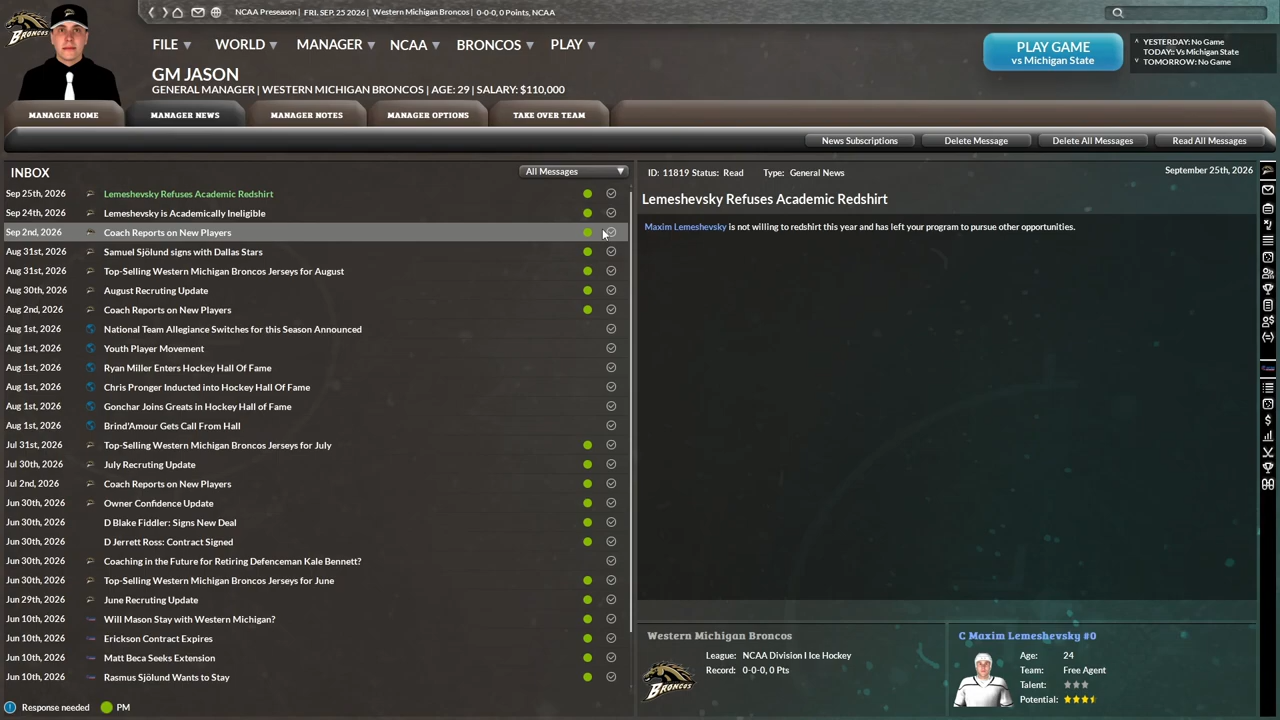 BRONCOS
NCAA Preseason | FRI. SEP. 25 2026 | Western Michigan Broncos | 0-0-0, 0 Points, NCAA
FILE WORLD MANAGER NCAA BRONCOS PLAY
PLAY GAME
vs Michigan State
YESTERDAY: No Game
TODAY:: Vs Michigan State
TOMORROW: No Game
GM JASON
GENERAL MANAGER | WESTERN MICHIGAN BRONCOS | AGE: 29 | SALARY: $110,000
MANAGER HOME MANAGER NEWS MANAGER NOTES MANAGER OPTIONS TAKE OVER TEAM
News Subscriptions Delete Message Delete All Messages Read All Messages
INBOX All Messages
Sep 25th, 2026 Lemeshevsky Refuses Academic Redshirt
Sep 24th, 2026 Lemeshevsky is Academically Ineligible
Sep 2nd, 2026 Coach Reports on New Players
Aug 31st, 2026 Samuel Sjölund signs with Dallas Stars
Aug 31st, 2026 Top-Selling Western Michigan Broncos Jerseys for August
Aug 30th, 2026 August Recruting Update
Aug 2nd, 2026 Coach Reports on New Players
Aug 1st, 2026 National Team Allegiance Switches for this Season Announced
Aug 1st, 2026 Youth Player Movement
Aug 1st, 2026 Ryan Miller Enters Hockey Hall Of Fame
Aug 1st, 2026 Chris Pronger Inducted into Hockey Hall Of Fame
Aug 1st, 2026 Gonchar Joins Greats in Hockey Hall of Fame
Aug 1st, 2026 Brind'Amour Gets Call From Hall
Jul 31st, 2026 Top-Selling Western Michigan Broncos Jerseys for July
Jul 30th, 2026 July Recruting Update
Jul 2nd, 2026 Coach Reports on New Players
Jun 30th, 2026 Owner Confidence Update
Jun 30th, 2026 D Blake Fiddler: Signs New Deal
Jun 30th, 2026 D Jerrett Ross: Contract Signed
Jun 30th, 2026 Coaching in the Future for Retiring Defenceman Kale Bennett?
Jun 30th, 2026 Top-Selling Western Michigan Broncos Jerseys for June
Jun 29th, 2026 June Recruting Update
Jun 10th, 2026 Will Mason Stay with Western Michigan?
Jun 10th, 2026 Erickson Contract Expires
Jun 10th, 2026 Matt Beca Seeks Extension
Jun 10th, 2026 Rasmus Sjölund Wants to Stay
Response needed PM
ID: 11819 Status: Read Type: General News September 25th, 2026
Lemeshevsky Refuses Academic Redshirt
Maxim Lemeshevsky is not willing to redshirt this year and has left your program to pursue other opportunities.
Western Michigan Broncos
BRONCOS
League: NCAA Division I Ice Hockey
Record: 0-0-0, 0 Pts
C Maxim Lemeshevsky #0
Age: 24
Team: Free Agent
Talent:
Potential: